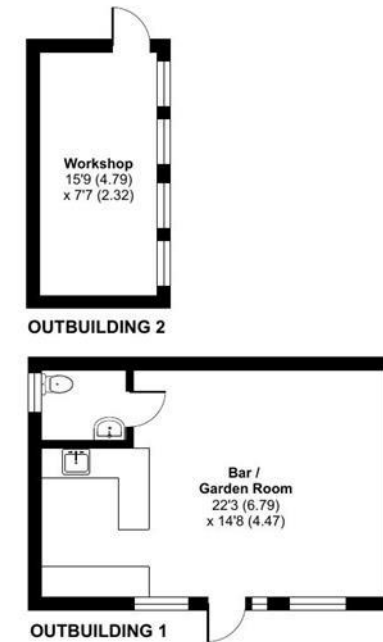 Workshop
15'9 (4.79)
x 7'7 (2.32)
OUTBUILDING 2
Bar /
Garden Room
22'3 (6.79)
x 14'8 (4.47)
OUTBUILDING 1